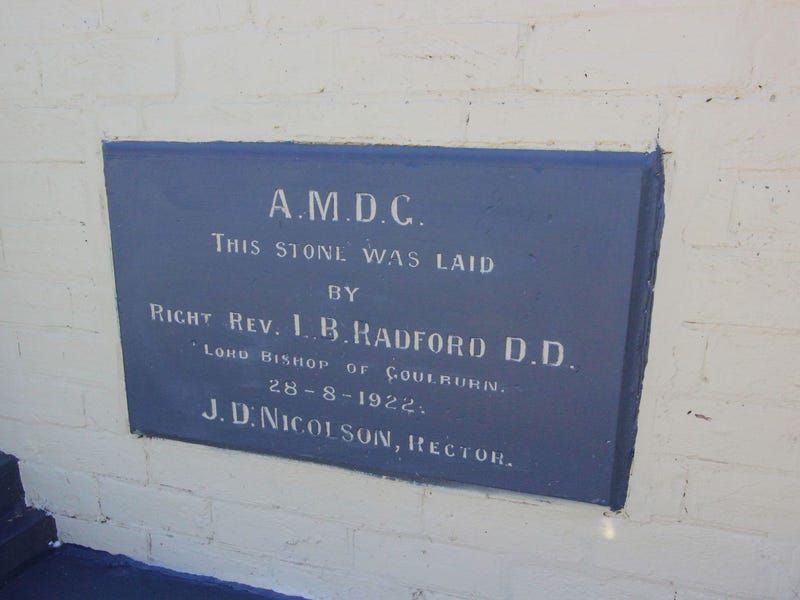 A.M.D.G.
THIS STONE WAS LAID
BY
RIGHT REV. L.B. RADFORD D.D.
LORD BISHOP OF GOULBURN.
28-8-1922.
J.D. NICOLSON, RECTOR.